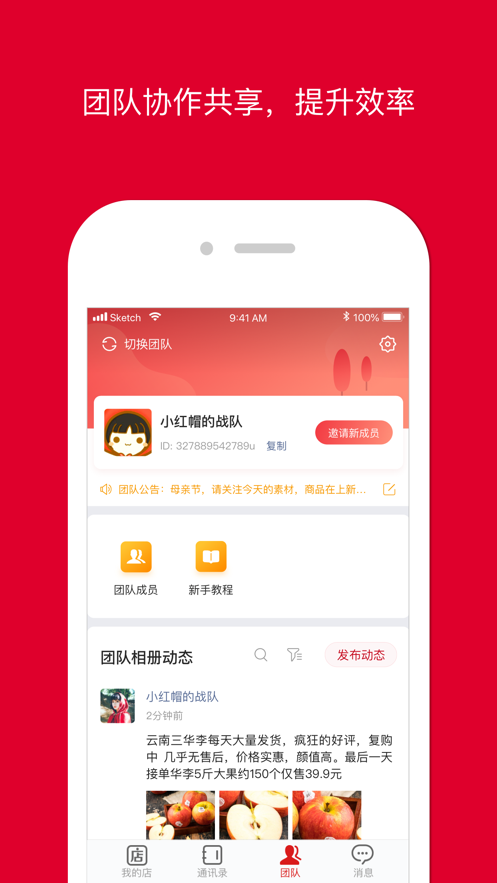 团队协作共享，提升效率
Sketch 9:41 AM 100%
切换团队
小红帽的战队
ID: 327889542789u 复制
邀请新成员
团队公告：母亲节，请关注今天的素材，商品在上新...
团队成员 新手教程
团队相册动态 发布动态
小红帽的战队
2分钟前
云南三华李每天大量发货，疯狂的好评，复购
中 几乎无售后，价格实惠，颜值高。最后一天
接单华李5斤大果约150个仅售39.9元
店
我的店 通讯录 团队 消息